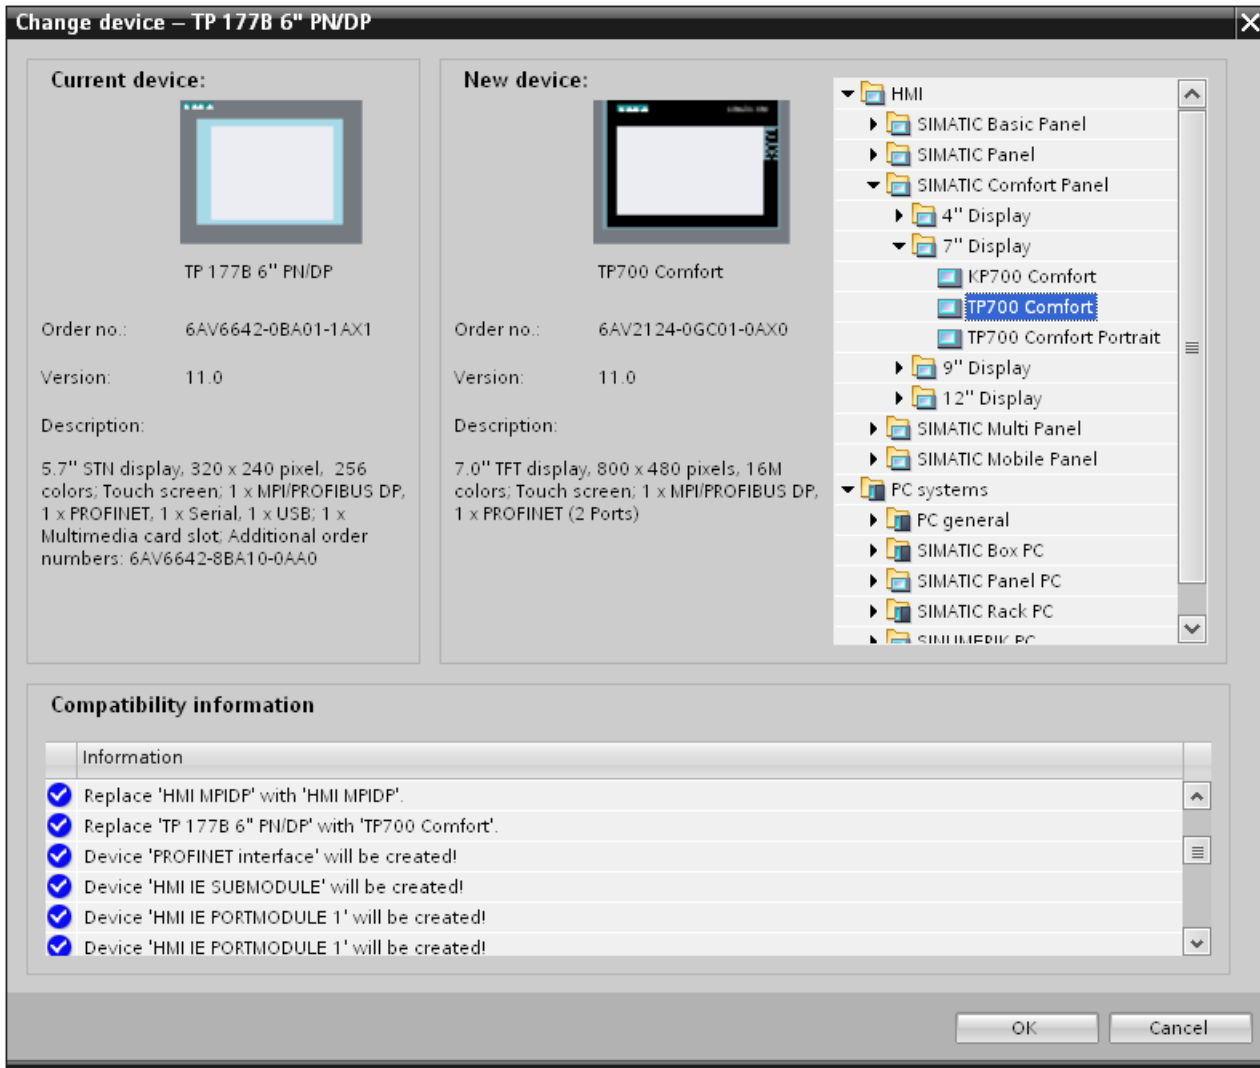 Change device – TP 177B 6" PN/DP
Current device:
TP 177B 6'' PN/DP
Order no.: 6AV6642-0BA01-1AX1
Version: 11.0
Description:
5.7'' STN display, 320 x 240 pixel, 256
colors; Touch screen; 1 x MPI/PROFIBUS DP,
1 x PROFINET, 1 x Serial, 1 x USB; 1 x
Multimedia card slot; Additional order
numbers: 6AV6642-8BA10-0AA0
New device:
TOUCH
TP700 Comfort
Order no.: 6AV2124-0GC01-0AX0
Version: 11.0
Description:
7.0'' TFT display, 800 x 480 pixels, 16M
colors; Touch screen; 1 x MPI/PROFIBUS DP,
1 x PROFINET (2 Ports)
HMI
SIMATIC Basic Panel
SIMATIC Panel
SIMATIC Comfort Panel
4'' Display
7'' Display
KP700 Comfort
TP700 Comfort
TP700 Comfort Portrait
9'' Display
12'' Display
SIMATIC Multi Panel
SIMATIC Mobile Panel
PC systems
PC general
SIMATIC Box PC
SIMATIC Panel PC
SIMATIC Rack PC
SINUMERIK PC
Compatibility information
Information
Replace 'HMI MPIDP' with 'HMI MPIDP'.
Replace 'TP 177B 6'' PN/DP' with 'TP700 Comfort'.
Device 'PROFINET interface' will be created!
Device 'HMI IE SUBMODULE' will be created!
Device 'HMI IE PORTMODULE 1' will be created!
Device 'HMI IE PORTMODULE 1' will be created!
OK Cancel